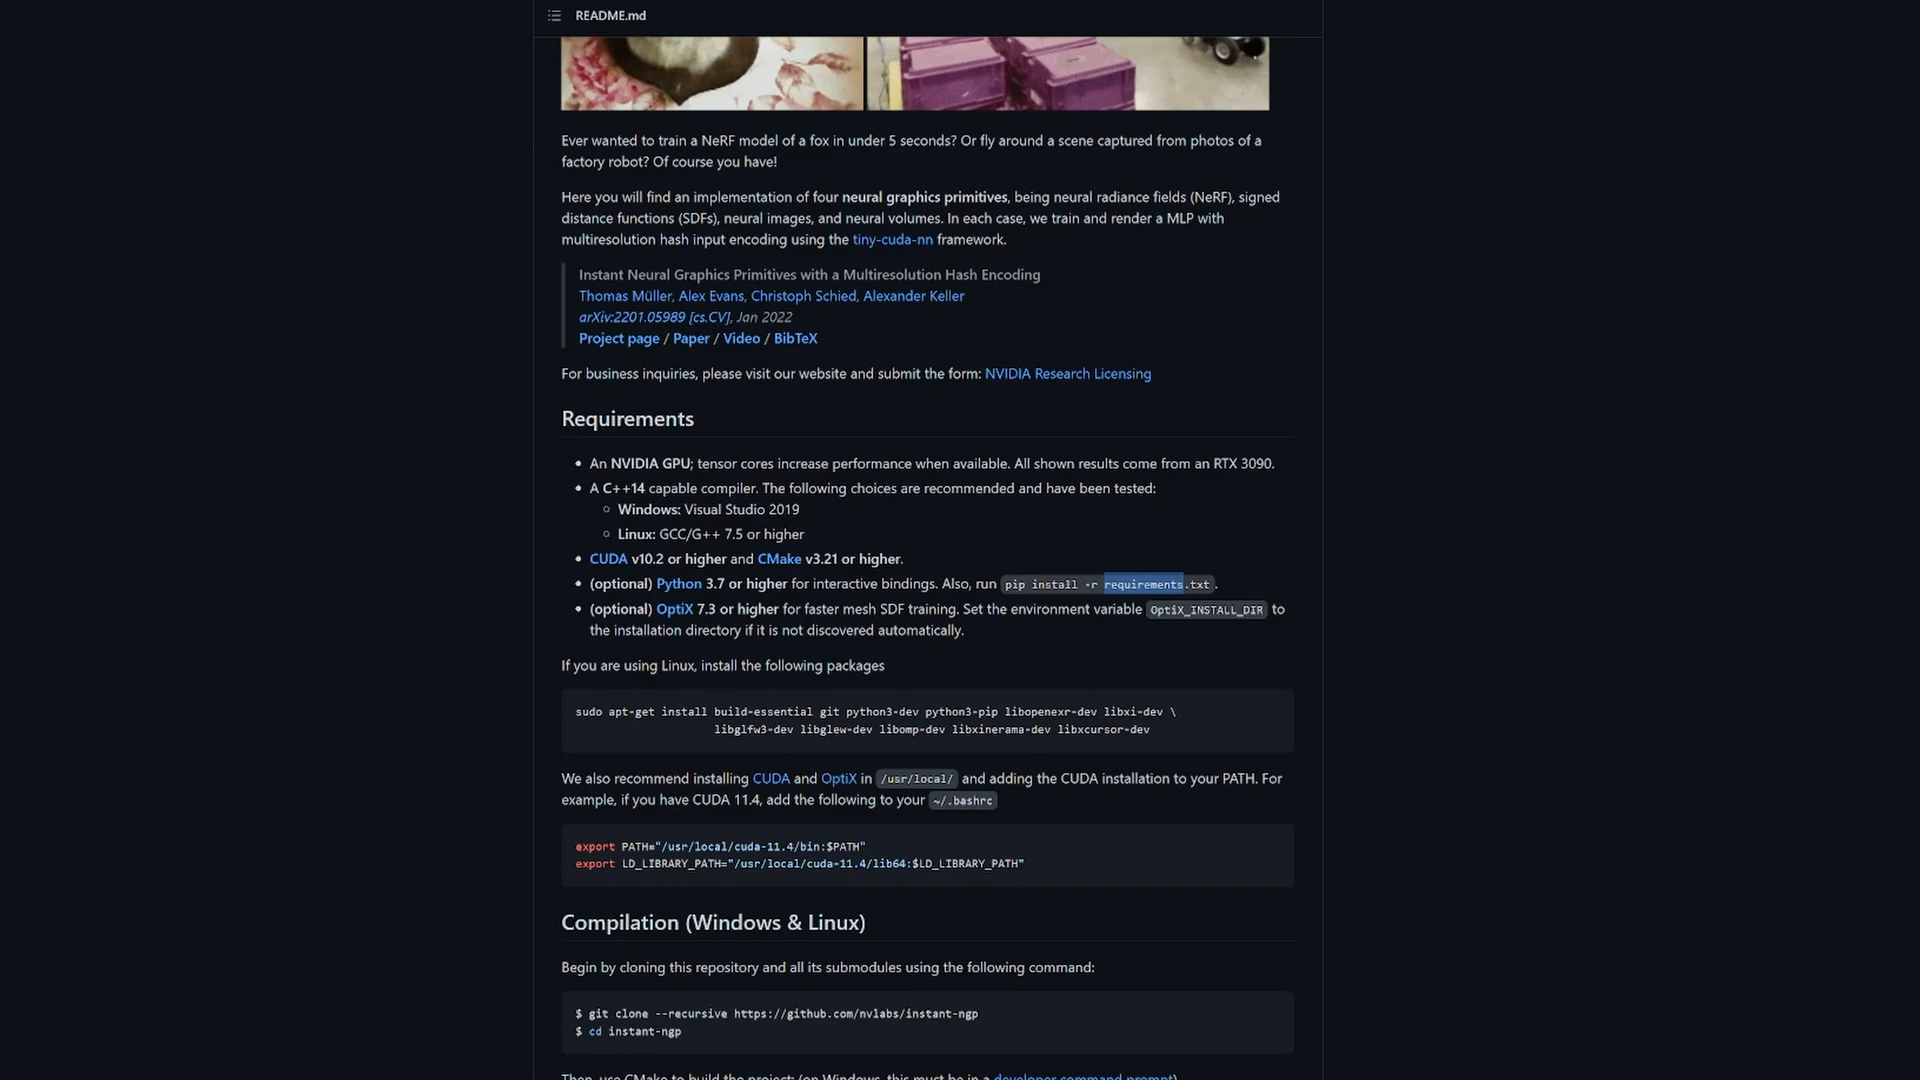 README.md
Ever wanted to train a NeRF model of a fox in under 5 seconds? Or fly around a scene captured from photos of a
factory robot? Of course you have!
Here you will find an implementation of four neural graphics primitives, being neural radiance fields (NeRF), signed
distance functions (SDFs), neural images, and neural volumes. In each case, we train and render a MLP with
multiresolution hash input encoding using the tiny-cuda-nn framework.
Instant Neural Graphics Primitives with a Multiresolution Hash Encoding
Thomas Müller, Alex Evans, Christoph Schied, Alexander Keller
arXiv:2201.05989 [cs.CV], Jan 2022
Project page / Paper / Video / BibTeX
For business inquiries, please visit our website and submit the form: NVIDIA Research Licensing
Requirements
• An NVIDIA GPU; tensor cores increase performance when available. All shown results come from an RTX 3090.
• A C++14 capable compiler. The following choices are recommended and have been tested:
○ Windows: Visual Studio 2019
○ Linux: GCC/G++ 7.5 or higher
• CUDA v10.2 or higher and CMake v3.21 or higher.
• (optional) Python 3.7 or higher for interactive bindings. Also, run pip install -r requirements.txt.
• (optional) OptiX 7.3 or higher for faster mesh SDF training. Set the environment variable OptiX_INSTALL_DIR to
the installation directory if it is not discovered automatically.
If you are using Linux, install the following packages
sudo apt-get install build-essential git python3-dev python3-pip libopenexr-dev libxi-dev \
libglfw3-dev libglew-dev libomp-dev libxinerama-dev libxcursor-dev
We also recommend installing CUDA and OptiX in /usr/local/ and adding the CUDA installation to your PATH. For
example, if you have CUDA 11.4, add the following to your ~/.bashrc
export PATH="/usr/local/cuda-11.4/bin:$PATH"
export LD_LIBRARY_PATH="/usr/local/cuda-11.4/lib64:$LD_LIBRARY_PATH"
Compilation (Windows & Linux)
Begin by cloning this repository and all its submodules using the following command:
$ git clone --recursive https://github.com/nvlabs/instant-ngp
$ cd instant-ngp
Then, use CMake to build the project: (on Windows, this must be in a developer command prompt)